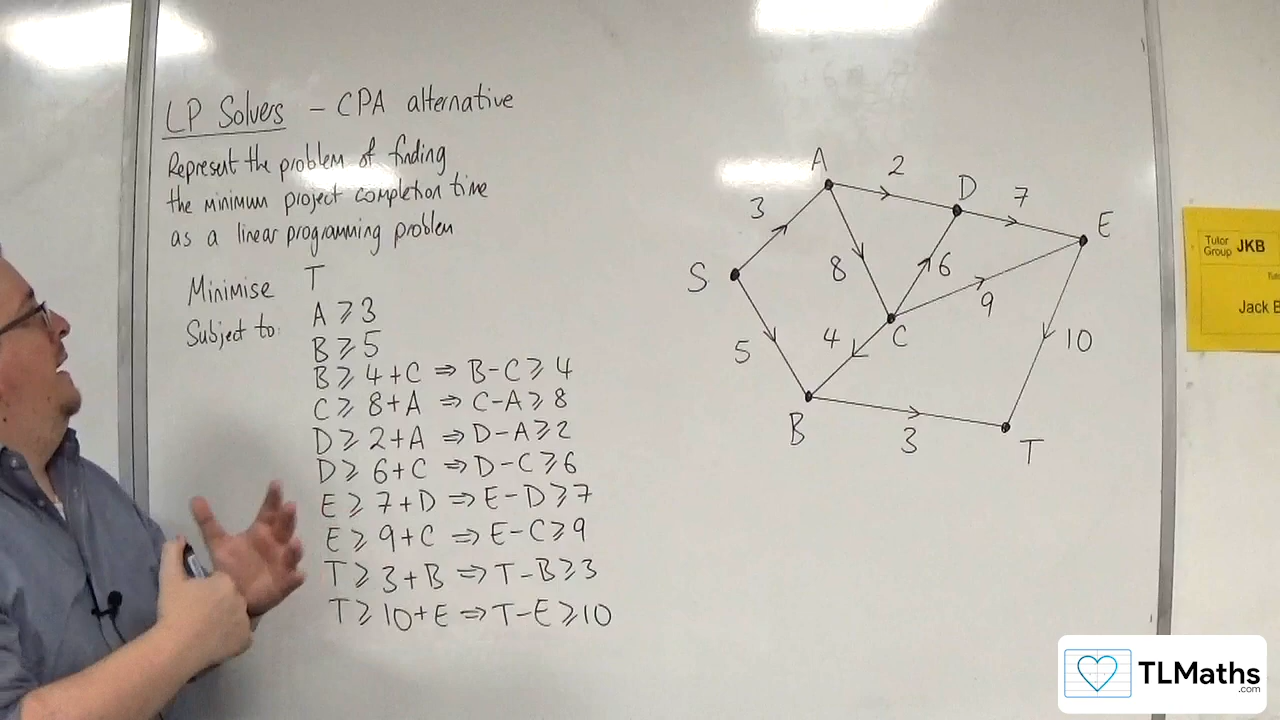 LP Solvers – CPA alternative
Represent the problem of finding
the minimum project completion time
as a linear programming problem
Minimise T
Subject to: A ⩾ 3
B ⩾ 5
B ⩾ 4+C ⇒ B-C ⩾ 4
C ⩾ 8+A ⇒ C-A ⩾ 8
D ⩾ 2+A ⇒ D-A ⩾ 2
D ⩾ 6+C ⇒ D-C ⩾ 6
E ⩾ 7+D ⇒ E-D ⩾ 7
E ⩾ 9+C ⇒ E-C ⩾ 9
T ⩾ 3+B ⇒ T-B ⩾ 3
T ⩾ 10+E ⇒ T-E ⩾ 10
A
2
D
7
E
3
S
8
6
9
5
4
C
10
B
3
T
Tutor
Group JKB
Jack
TLMaths
.com